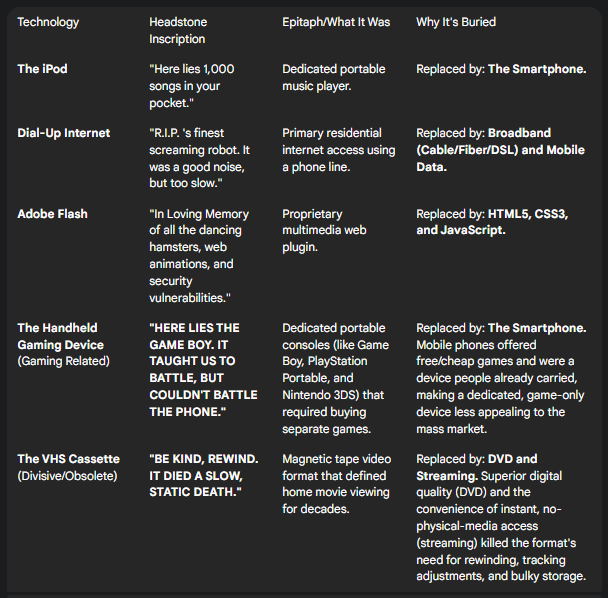 Technology
Headstone
Inscription
Epitaph/What It Was
Why It's Buried
The iPod
"Here lies 1,000
songs in your
pocket."
Dedicated portable
music player.
Replaced by: The Smartphone.
Dial-Up Internet
"R.I.P. 's finest
screaming robot. It
was a good noise,
but too slow."
Primary residential
internet access using
a phone line.
Replaced by: Broadband
(Cable/Fiber/DSL) and Mobile
Data.
Adobe Flash
"In Loving Memory
of all the dancing
hamsters, web
animations, and
security
vulnerabilities."
Proprietary
multimedia web
plugin.
Replaced by: HTML5, CSS3,
and JavaScript.
The Handheld
Gaming Device
(Gaming Related)
"HERE LIES THE
GAME BOY. IT
TAUGHT US TO
BATTLE, BUT
COULDN'T BATTLE
THE PHONE."
Dedicated portable
consoles (like Game
Boy, PlayStation
Portable, and
Nintendo 3DS) that
required buying
separate games.
Replaced by: The Smartphone.
Mobile phones offered
free/cheap games and were a
device people already carried,
making a dedicated, game-only
device less appealing to the
mass market.
The VHS Cassette
(Divisive/Obsolete)
"BE KIND, REWIND.
IT DIED A SLOW,
STATIC DEATH."
Magnetic tape video
format that defined
home movie viewing
for decades.
Replaced by: DVD and
Streaming. Superior digital
quality (DVD) and the
convenience of instant, no-
physical-media access
(streaming) killed the format's
need for rewinding, tracking
adjustments, and bulky storage.